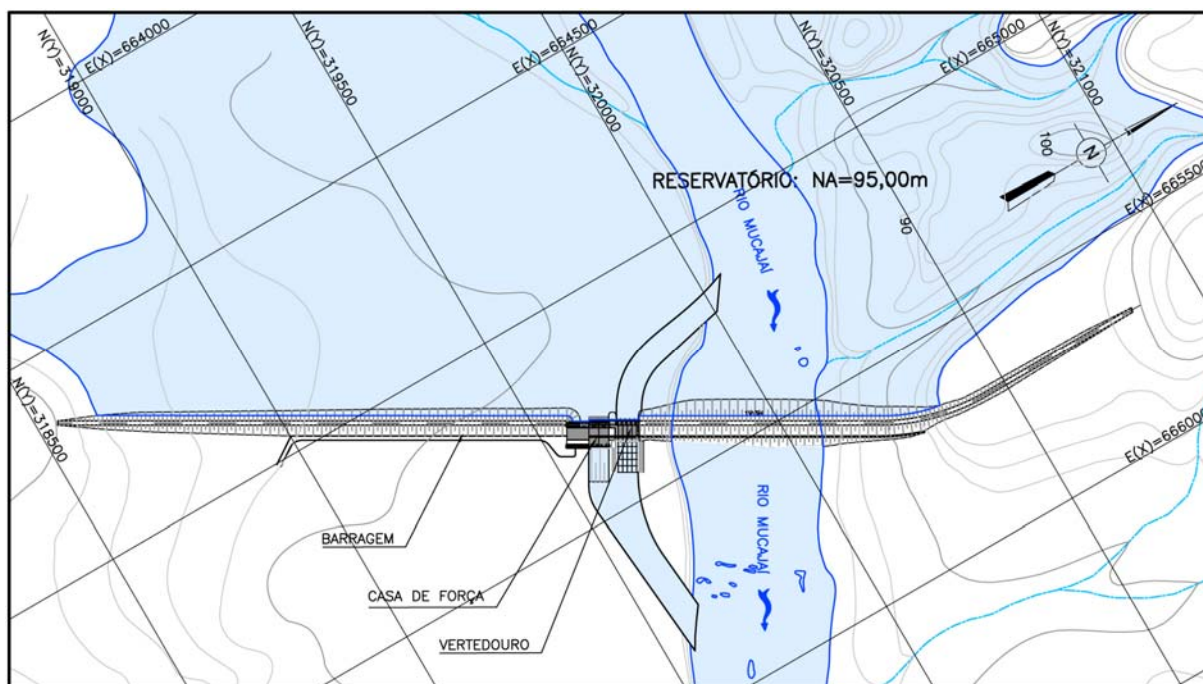 N(Y)=319000
E(X)=664000
N(Y)=319500
E(X)=664500
N(Y)=320000
N(Y)=320500
E(X)=665000
N(Y)=321000
100
N
RESERVATÓRIO: NA=95,00m
E(X)=665500
90
RIO MUCAJAÍ
N(Y)=318500
E(X)=666000
RIO MUCAJAÍ
BARRAGEM
CASA DE FORÇA
VERTEDOURO